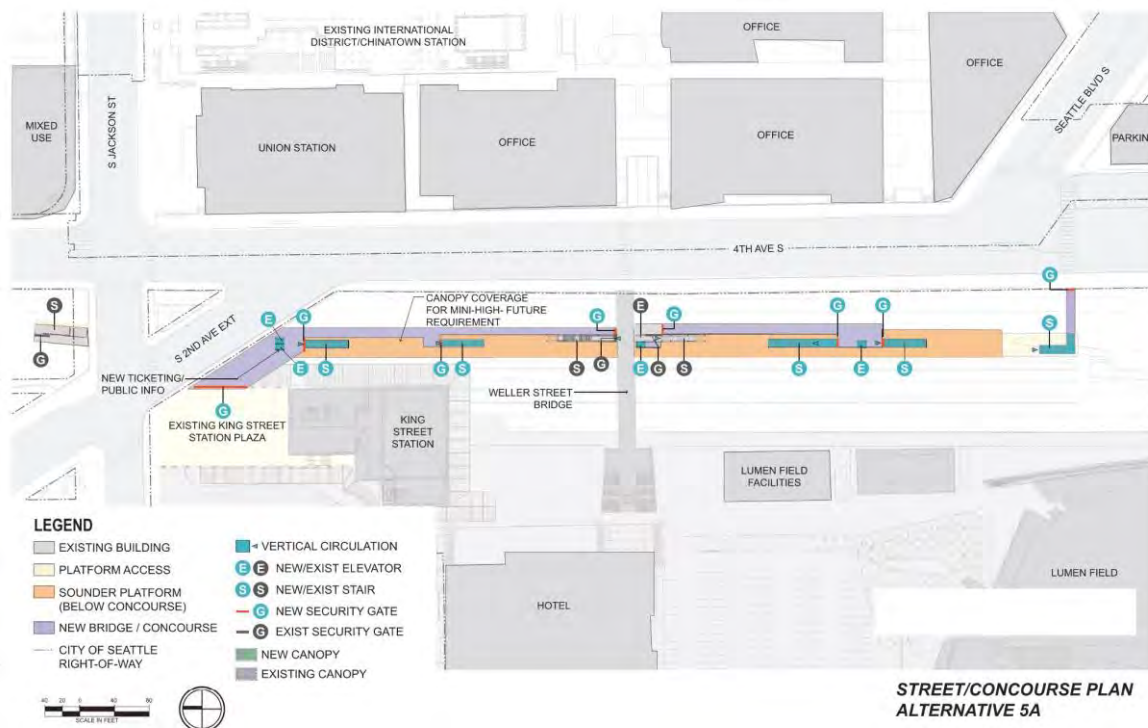 EXISTING INTERNATIONAL
DISTRICT/CHINATOWN STATION
OFFICE
OFFICE
SEATTLE BLVD S
MIXED
USE
S JACKSON ST
UNION STATION
OFFICE
OFFICE
PARKIN
4TH AVE S
G
S
CANOPY COVERAGE
FOR MINI-HIGH- FUTURE
REQUIREMENT
E
G
G
E
G
G
G
S
G
S 2ND AVE EXT
NEW TICKETING/
PUBLIC INFO
E
S
G
S
S
G
E
G
S
S
E
S
G
WELLER STREET
BRIDGE
EXISTING KING STREET
STATION PLAZA
KING
STREET
STATION
LUMEN FIELD
FACILITIES
LUMEN FIELD
HOTEL
LEGEND
EXISTING BUILDING
PLATFORM ACCESS
SOUNDER PLATFORM
(BELOW CONCOURSE)
NEW BRIDGE / CONCOURSE
CITY OF SEATTLE
RIGHT-OF-WAY
VERTICAL CIRCULATION
E E NEW/EXIST ELEVATOR
S S NEW/EXIST STAIR
G NEW SECURITY GATE
G EXIST SECURITY GATE
NEW CANOPY
EXISTING CANOPY
40 20 0 40 80
SCALE IN FEET
STREET/CONCOURSE PLAN
ALTERNATIVE 5A